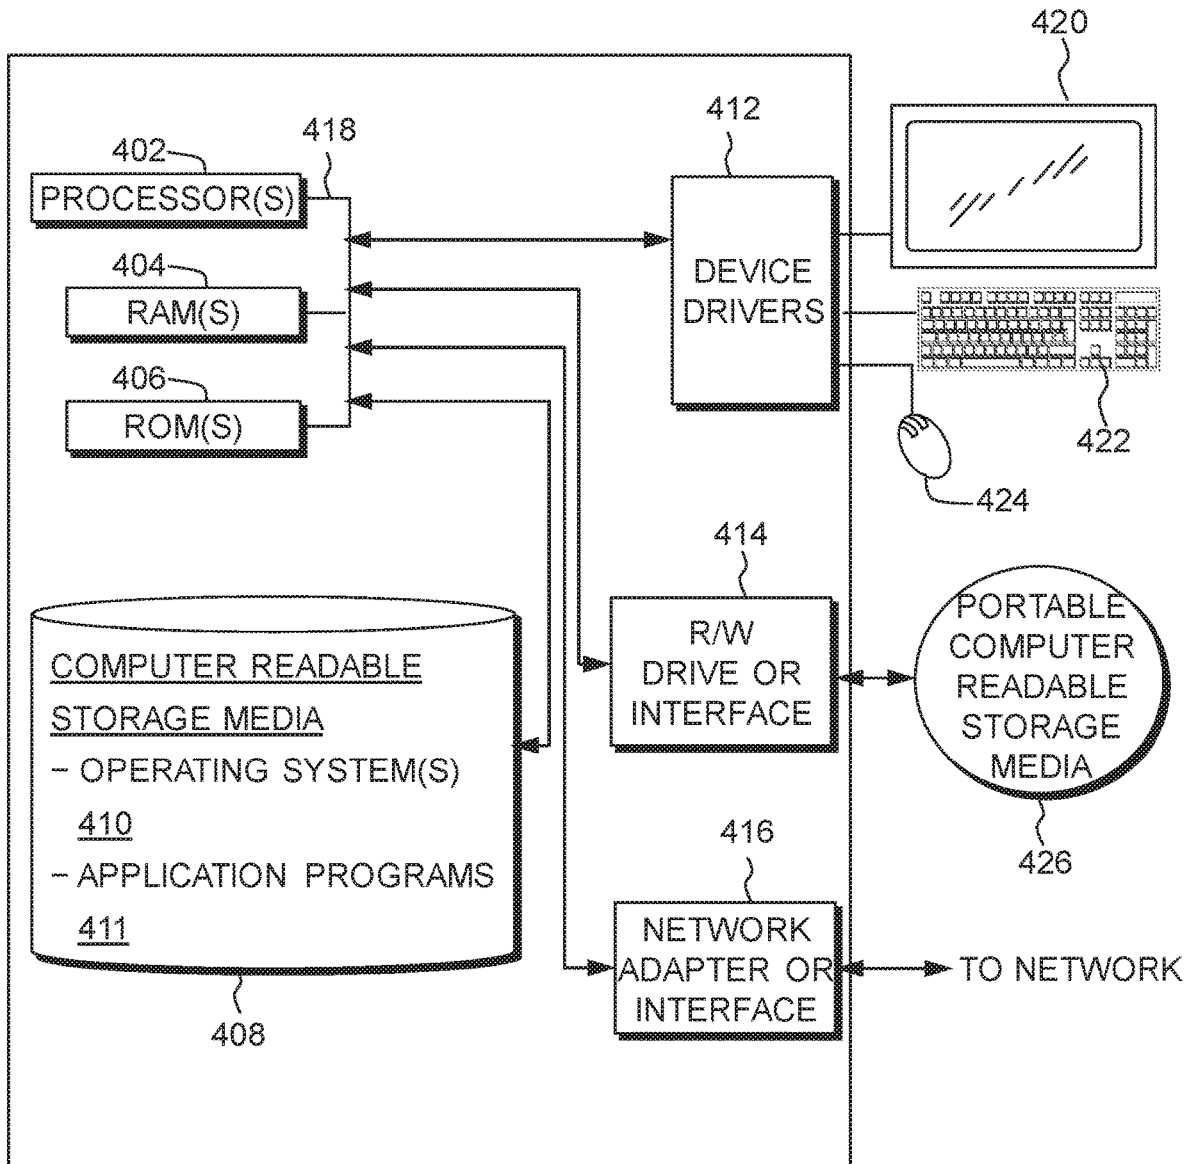 420
412
418
402
PROCESSOR(S)
404
RAM(S)
406
ROM(S)
DEVICE
DRIVERS
422
424
414
R/W
DRIVE OR
INTERFACE
PORTABLE
COMPUTER
READABLE
STORAGE
MEDIA
426
COMPUTER READABLE
STORAGE MEDIA
– OPERATING SYSTEM(S)
410
– APPLICATION PROGRAMS
411
408
416
NETWORK
ADAPTER OR
INTERFACE
TO NETWORK